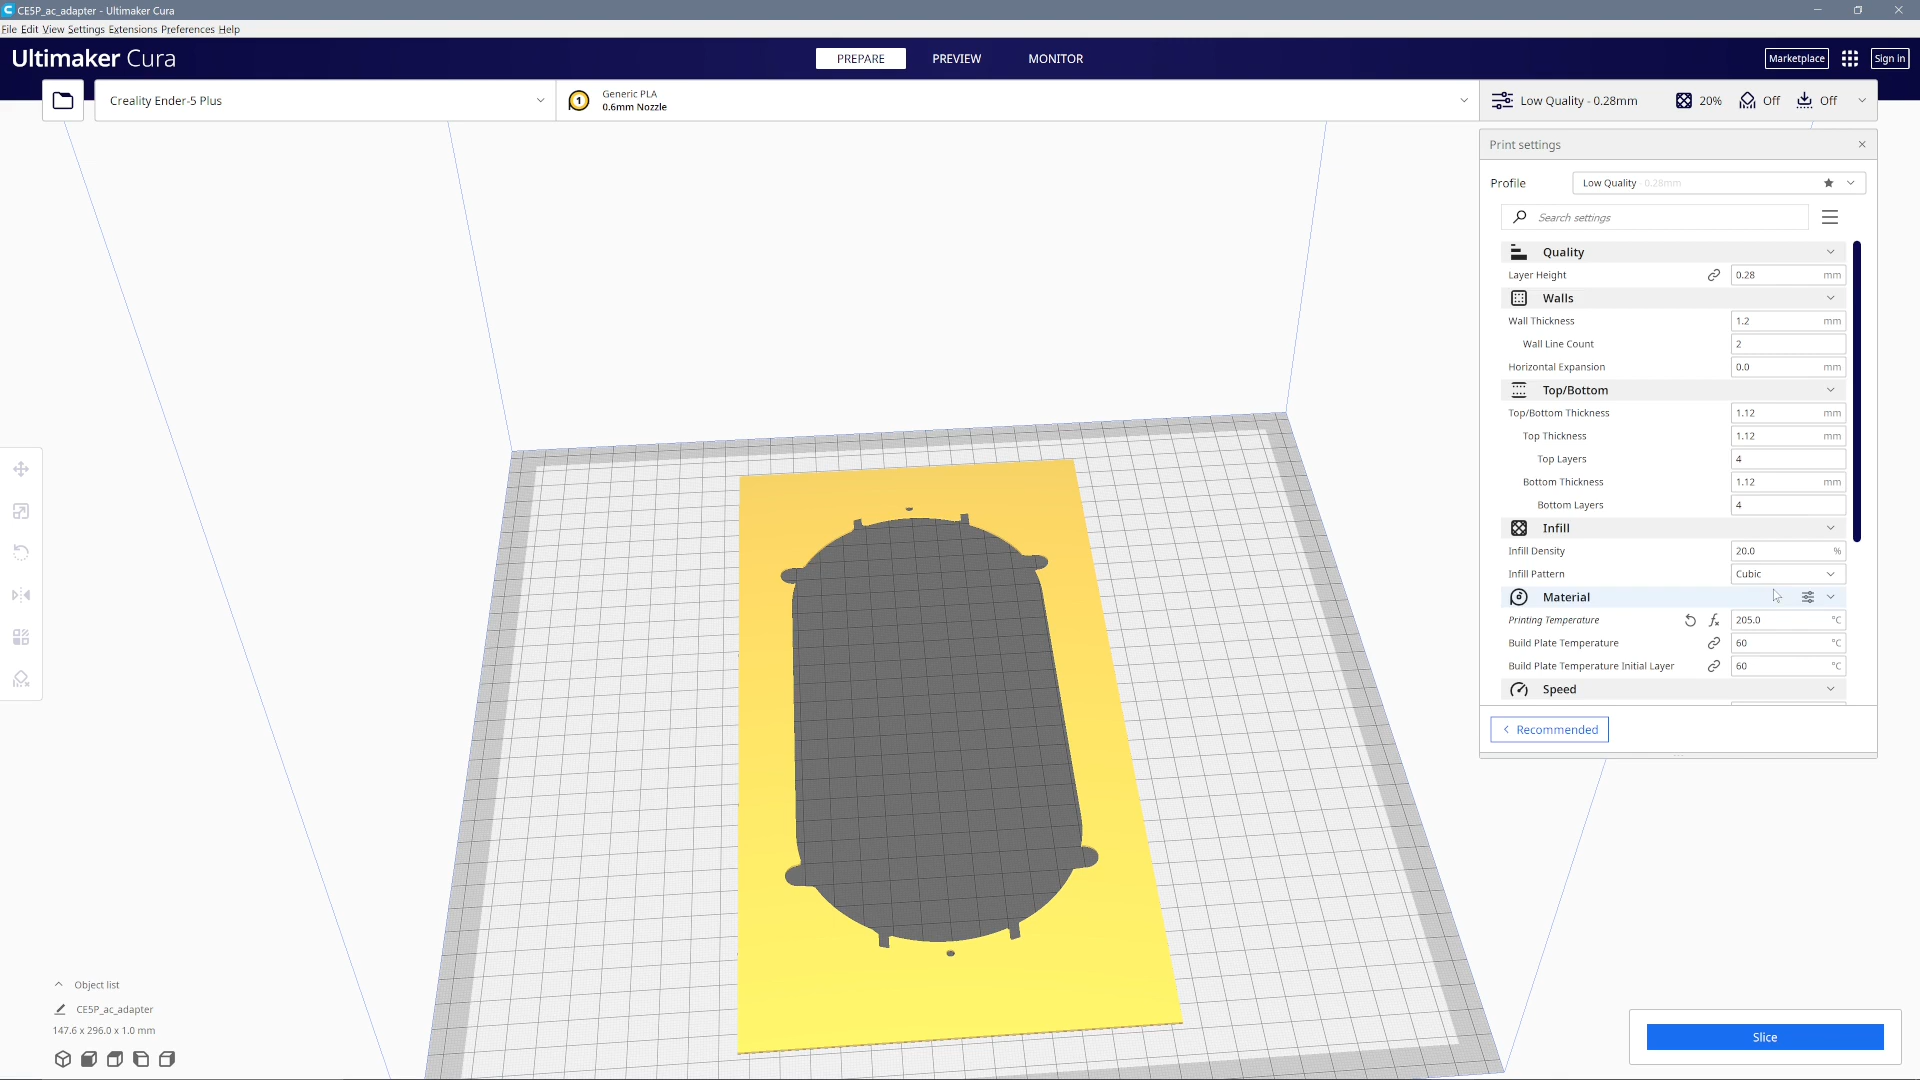 CE5P_ac_adapter - Ultimaker Cura
File Edit View Settings Extensions Preferences Help
Ultimaker Cura
PREPARE
PREVIEW
MONITOR
Marketplace
Sign in
Creality Ender-5 Plus
1
Generic PLA
0.6mm Nozzle
Low Quality - 0.28mm
20%
Off
Off
Print settings
Profile
Low Quality 0.28mm
Search settings
Quality
Layer Height 0.28 mm
Walls
Wall Thickness 1.2 mm
Wall Line Count 2
Horizontal Expansion 0.0 mm
Top/Bottom
Top/Bottom Thickness 1.12 mm
Top Thickness 1.12 mm
Top Layers 4
Bottom Thickness 1.12 mm
Bottom Layers 4
Infill
Infill Density 20.0 %
Infill Pattern Cubic
Material
Printing Temperature 205.0 °C
Build Plate Temperature 60 °C
Build Plate Temperature Initial Layer 60 °C
Speed
Recommended
Object list
CE5P_ac_adapter
147.6 x 296.0 x 1.0 mm
Slice